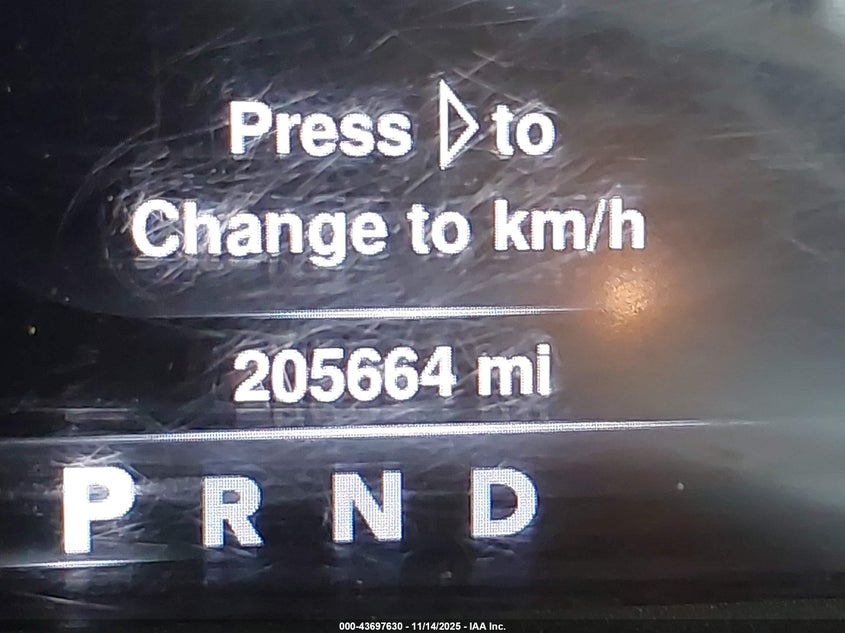 Press ▷ to
Change to km/h
205664 mi
P R N D
000-43697630 - 11/14/2025 - IAA Inc.